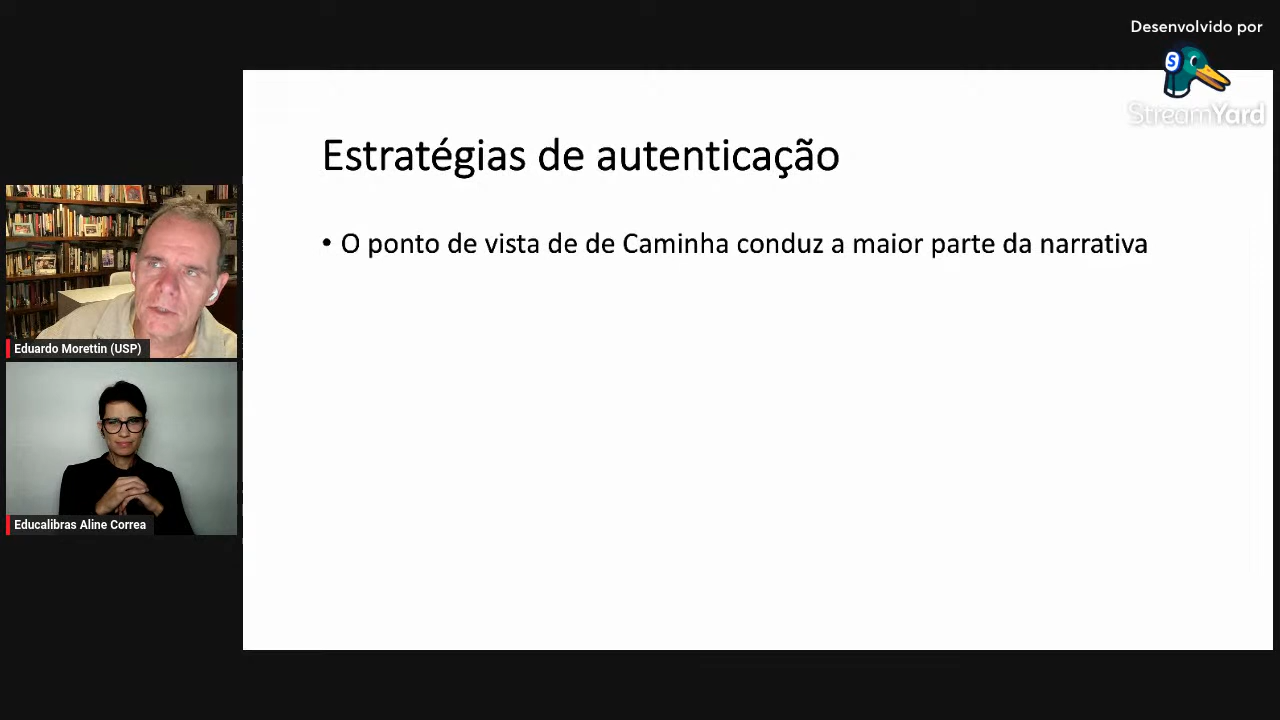 Desenvolvido por
StreamYard
Estratégias de autenticação
• O ponto de vista de de Caminha conduz a maior parte da narrativa
Eduardo Morettin (USP)
Educalibras Aline Correa